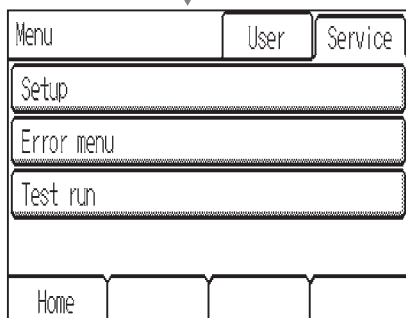 Menu User Service
Setup
Error menu
Test run
Home